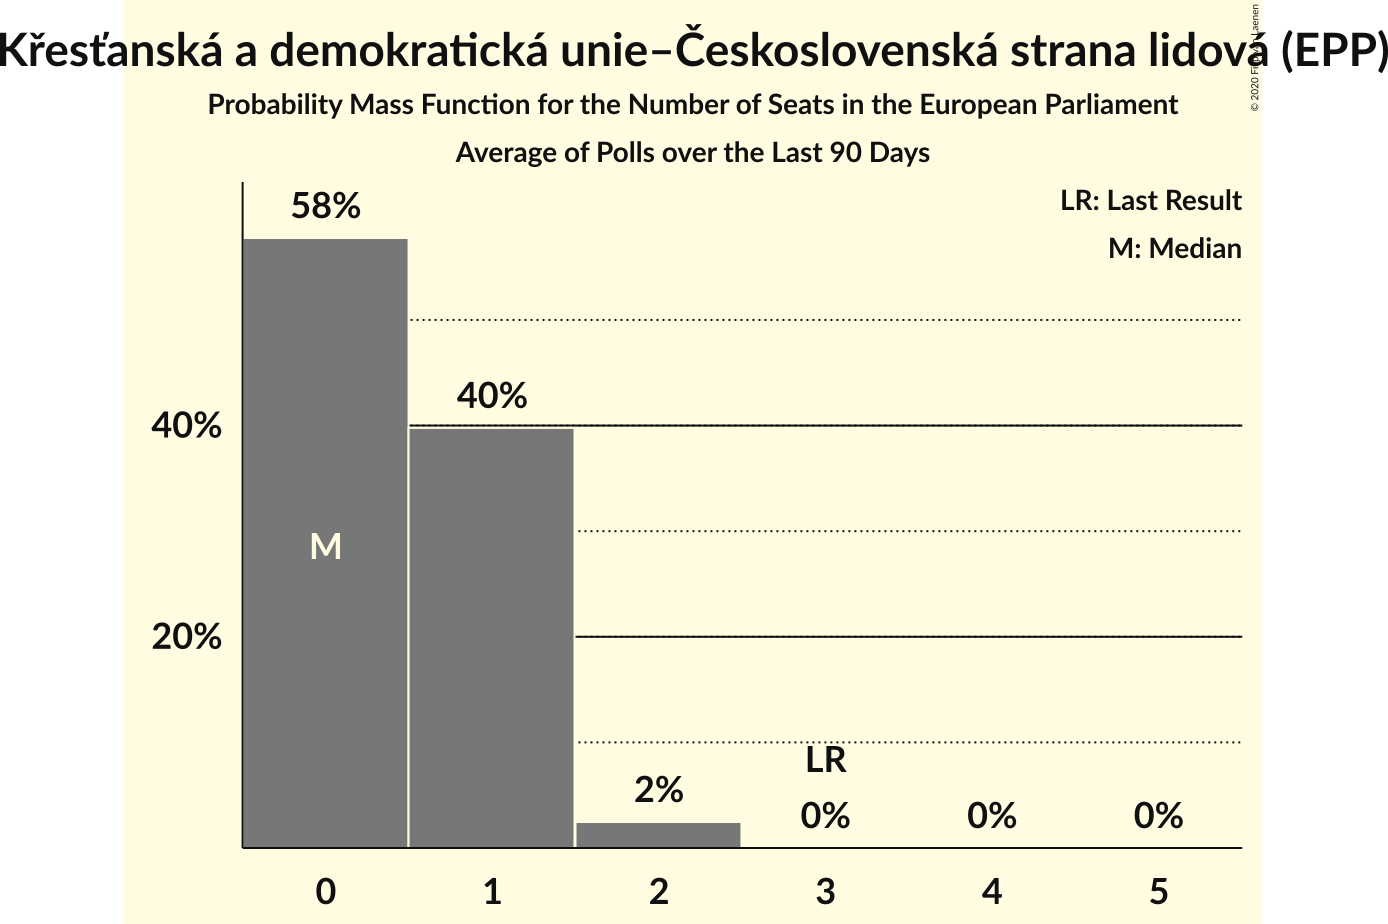 Křesťanská a demokratická unie–Československá strana lidová (EPP)
Probability Mass Function for the Number of Seats in the European Parliament
Average of Polls over the Last 90 Days
© 2020 Laenen
LR: Last Result
M: Median
58%
40%
40%
M
20%
LR
2%
0%
0%
0%
0
1
2
3
4
5